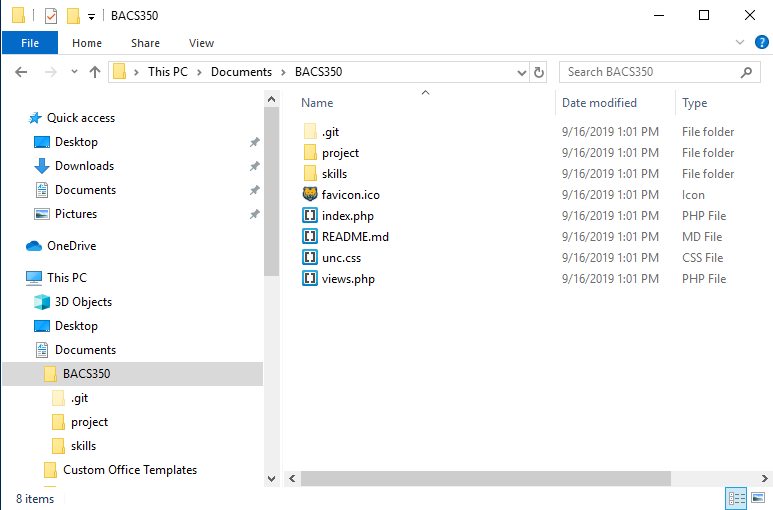 BACS350
File Home Share View
This PC Documents BACS350 Search BACS350
Name Date modified Type
Quick access
Desktop
Downloads
Documents
Pictures
OneDrive
This PC
3D Objects
Desktop
Documents
BACS350
.git
project
skills
Custom Office Templates
.git 9/16/2019 1:01 PM File folder
project 9/16/2019 1:01 PM File folder
skills 9/16/2019 1:01 PM File folder
favicon.ico 9/16/2019 1:01 PM Icon
index.php 9/16/2019 1:01 PM PHP File
README.md 9/16/2019 1:01 PM MD File
unc.css 9/16/2019 1:01 PM CSS File
views.php 9/16/2019 1:01 PM PHP File
8 items